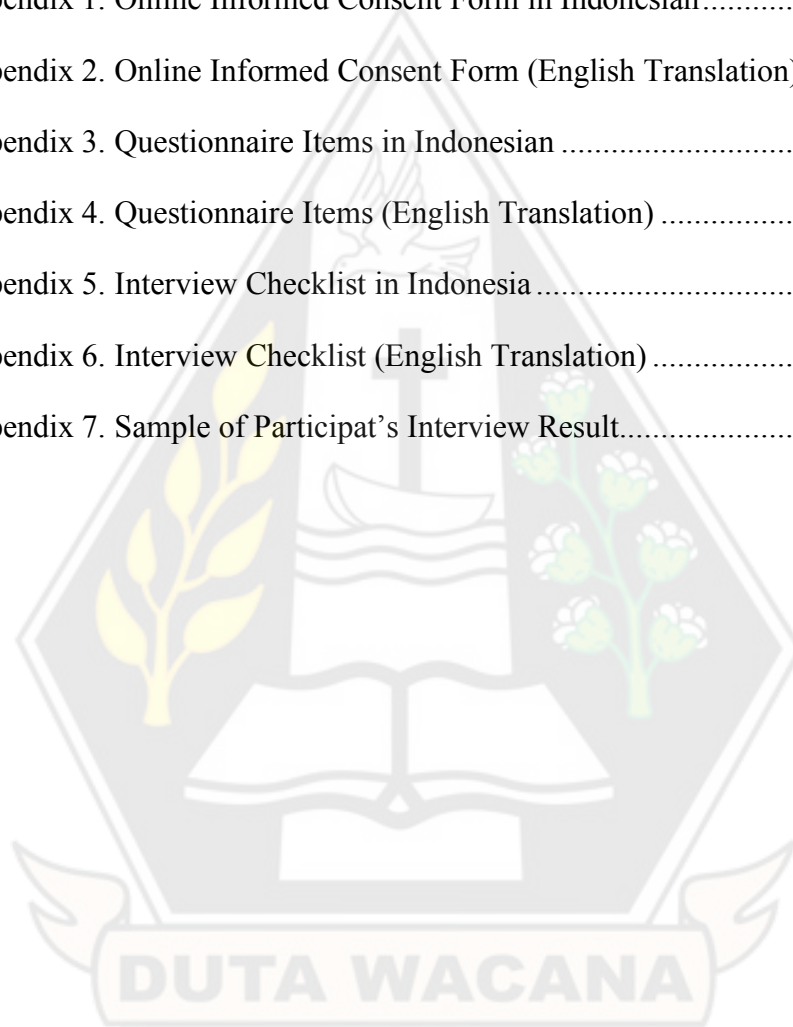 pendix 1. Online Informed Consent Form in Indonesian...........
pendix 2. Online Informed Consent Form (English Translation)
pendix 3. Questionnaire Items in Indonesian ..........................
pendix 4. Questionnaire Items (English Translation) ...............
pendix 5. Interview Checklist in Indonesia .............................
pendix 6. Interview Checklist (English Translation) ................
pendix 7. Sample of Participat’s Interview Result....................
DUTA WACANA